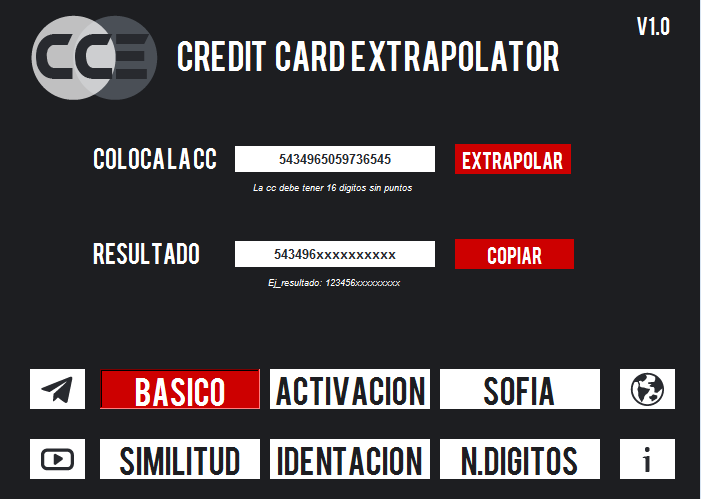 CCE
CREDIT CARD EXTRAPOLATOR
V1.0
COLOCA LA CC
5434965059736545
EXTRAPOLAR
La cc debe tener 16 digitos sin puntos
RESULTADO
543496xxxxxxxxxx
COPIAR
Ej_resultado: 123456xxxxxxxxx
BASICO
ACTIVACION
SOFIA
SIMILITUD
IDENTACION
N.DIGITOS
i